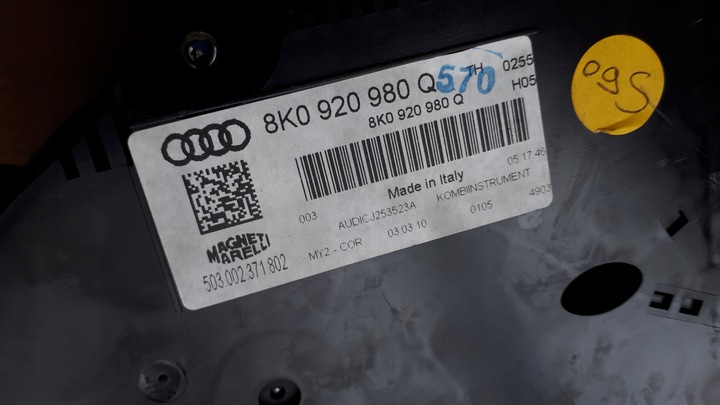 8K0 920 980 Q TH 0255
570
8K0 920 980 Q H05
05:17:46
Made in Italy
003 AUDICJ253523A KOMBIINSTRUMENT 4903
MAGNETI MARELLI
503.002.371.802
MY2 - COR 03.03.10 0105